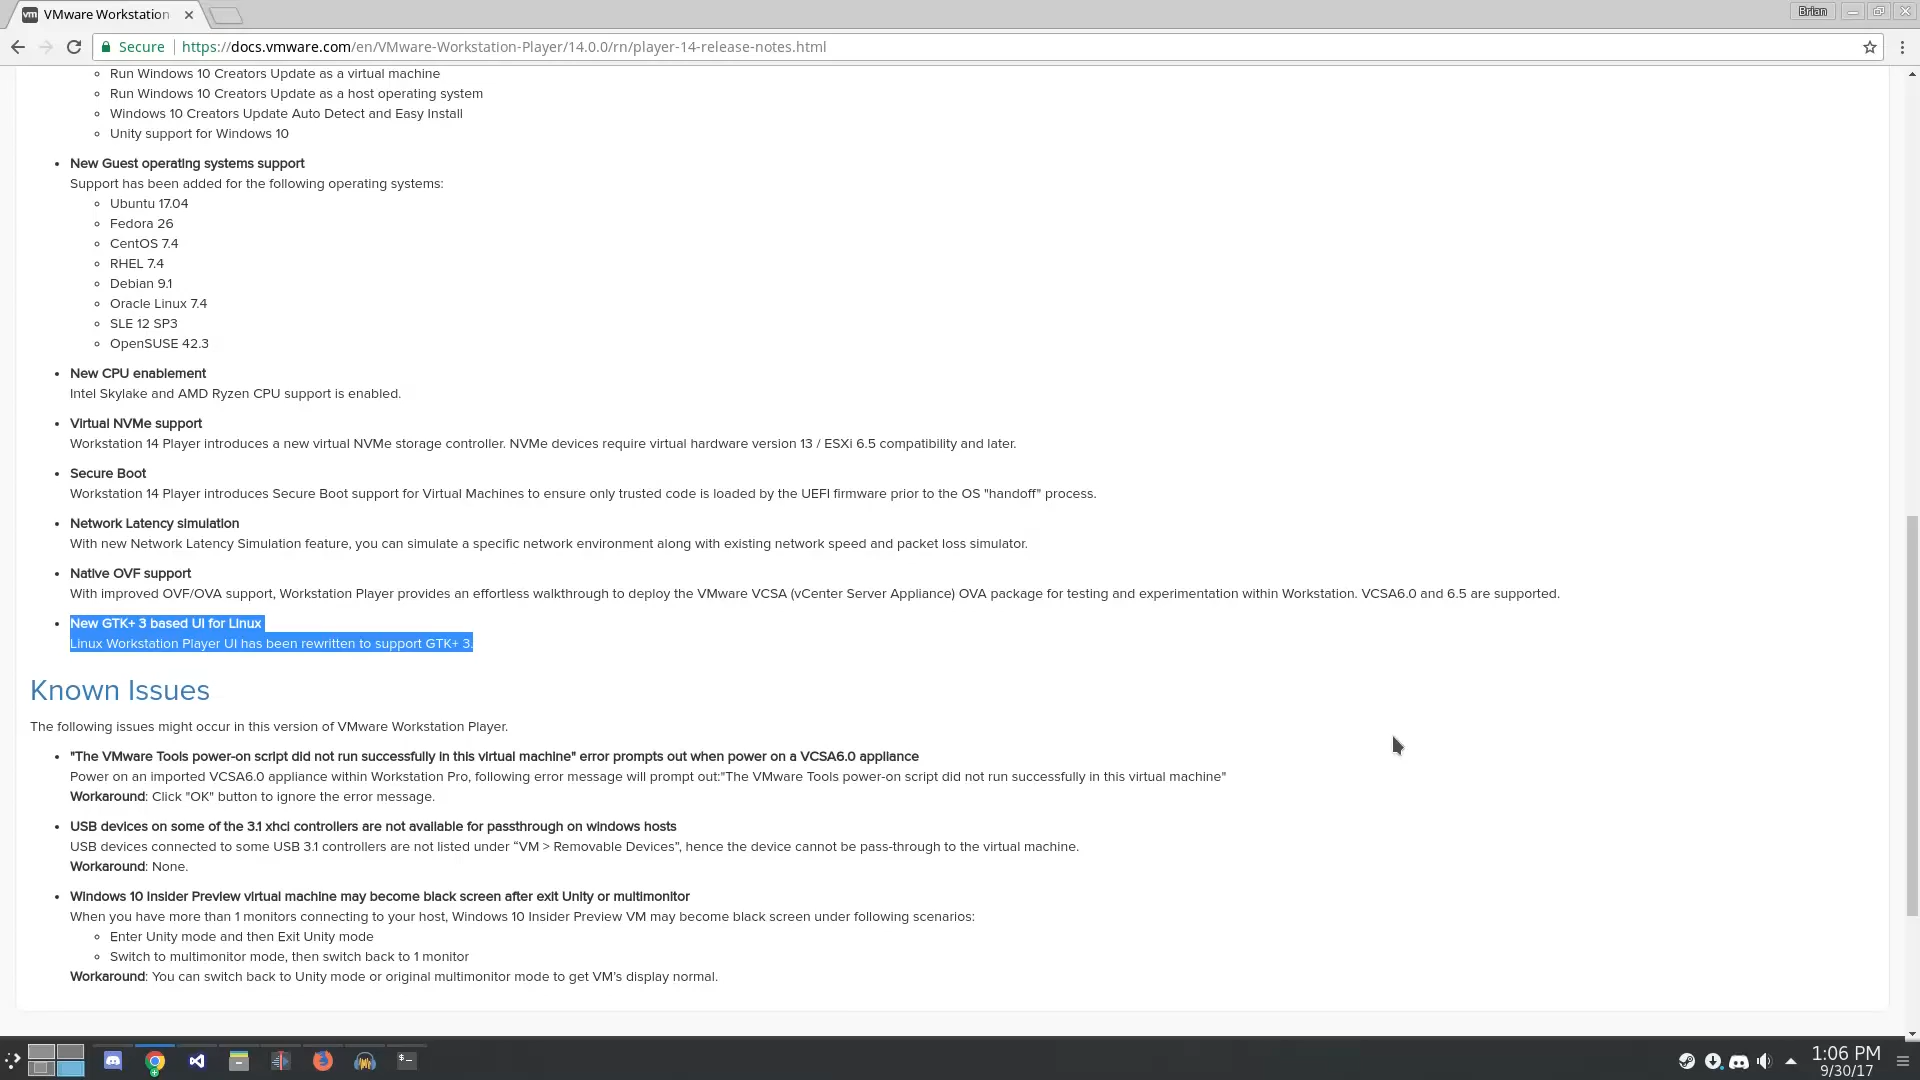 VMware Workstation
Brian
Secure
https://docs.vmware.com/en/VMware-Workstation-Player/14.0.0/rn/player-14-release-notes.html
Run Windows 10 Creators Update as a virtual machine
Run Windows 10 Creators Update as a host operating system
Windows 10 Creators Update Auto Detect and Easy Install
Unity support for Windows 10
New Guest operating systems support
Support has been added for the following operating systems:
Ubuntu 17.04
Fedora 26
CentOS 7.4
RHEL 7.4
Debian 9.1
Oracle Linux 7.4
SLE 12 SP3
OpenSUSE 42.3
New CPU enablement
Intel Skylake and AMD Ryzen CPU support is enabled.
Virtual NVMe support
Workstation 14 Player introduces a new virtual NVMe storage controller. NVMe devices require virtual hardware version 13 / ESXi 6.5 compatibility and later.
Secure Boot
Workstation 14 Player introduces Secure Boot support for Virtual Machines to ensure only trusted code is loaded by the UEFI firmware prior to the OS "handoff" process.
Network Latency simulation
With new Network Latency Simulation feature, you can simulate a specific network environment along with existing network speed and packet loss simulator.
Native OVF support
With improved OVF/OVA support, Workstation Player provides an effortless walkthrough to deploy the VMware VCSA (vCenter Server Appliance) OVA package for testing and experimentation within Workstation. VCSA6.0 and 6.5 are supported.
New GTK+ 3 based UI for Linux
Linux Workstation Player UI has been rewritten to support GTK+ 3.
Known Issues
The following issues might occur in this version of VMware Workstation Player.
"The VMware Tools power-on script did not run successfully in this virtual machine" error prompts out when power on a VCSA6.0 appliance
Power on an imported VCSA6.0 appliance within Workstation Pro, following error message will prompt out:"The VMware Tools power-on script did not run successfully in this virtual machine"
Workaround: Click "OK" button to ignore the error message.
USB devices on some of the 3.1 xhci controllers are not available for passthrough on windows hosts
USB devices connected to some USB 3.1 controllers are not listed under “VM > Removable Devices”, hence the device cannot be pass-through to the virtual machine.
Workaround: None.
Windows 10 Insider Preview virtual machine may become black screen after exit Unity or multimonitor
When you have more than 1 monitors connecting to your host, Windows 10 Insider Preview VM may become black screen under following scenarios:
Enter Unity mode and then Exit Unity mode
Switch to multimonitor mode, then switch back to 1 monitor
Workaround: You can switch back to Unity mode or original multimonitor mode to get VM's display normal.
1:06 PM
9/30/17